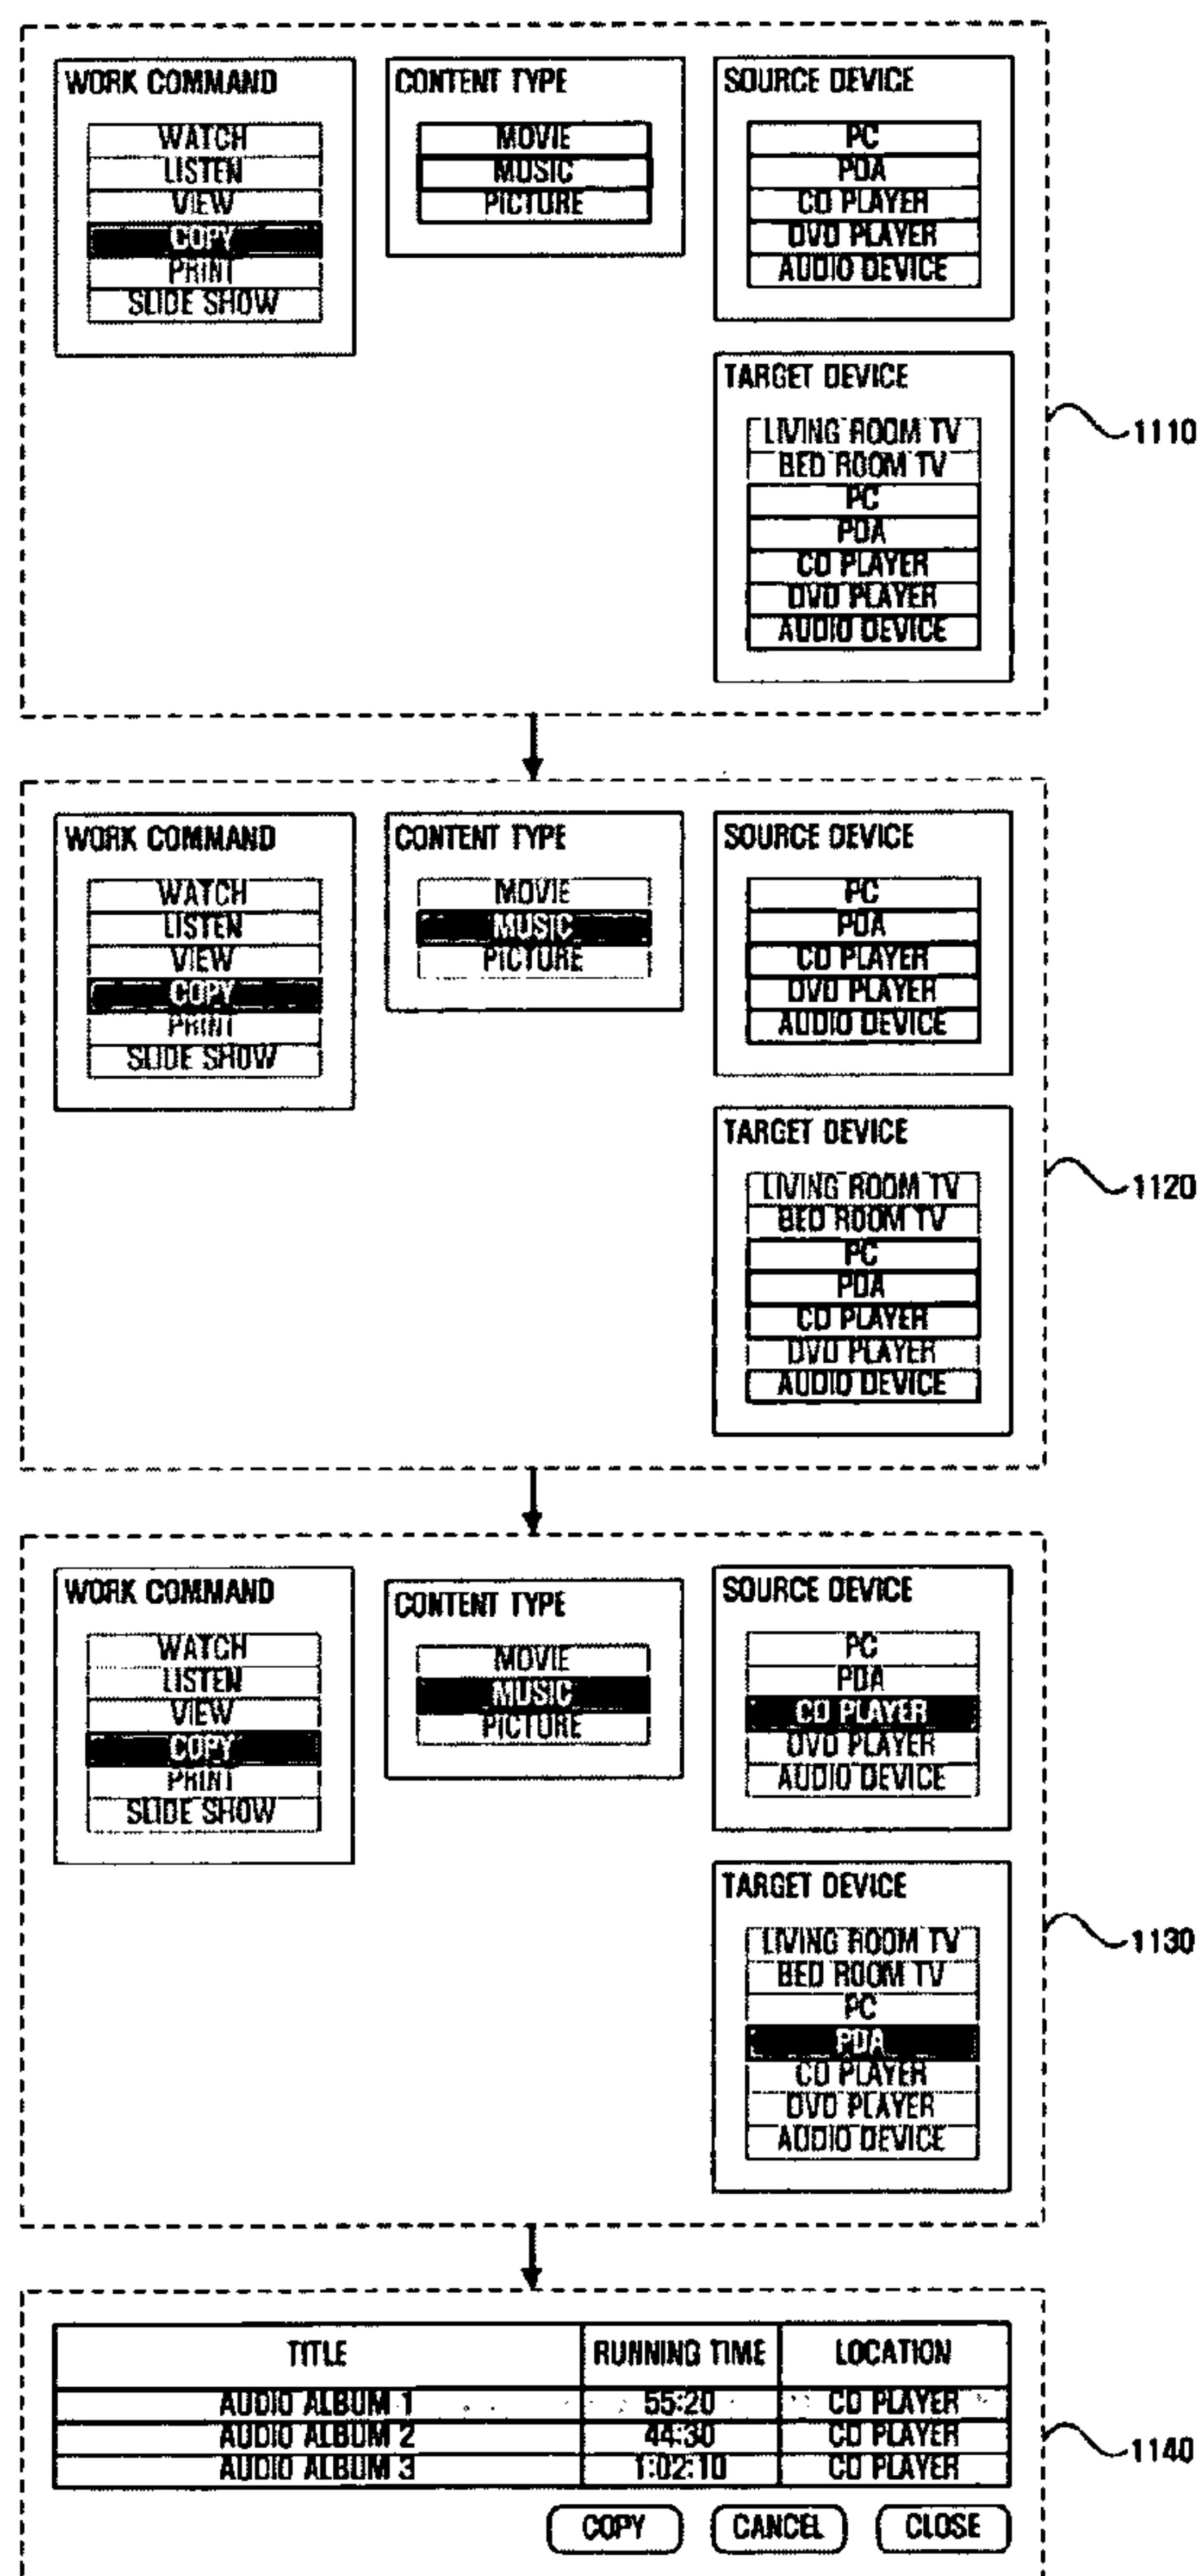 WORK COMMAND
WATCH
LISTEN
VIEW
COPY
PRINT
SLIDE SHOW
CONTENT TYPE
MOVIE
MUSIC
PICTURE
SOURCE DEVICE
PC
PDA
CD PLAYER
DVD PLAYER
AUDIO DEVICE
TARGET DEVICE
LIVING ROOM TV
BED ROOM TV
PC
PDA
CD PLAYER
DVD PLAYER
AUDIO DEVICE
1110
WORK COMMAND
WATCH
LISTEN
VIEW
COPY
PRINT
SLIDE SHOW
CONTENT TYPE
MOVIE
MUSIC
PICTURE
SOURCE DEVICE
PC
PDA
CD PLAYER
DVD PLAYER
AUDIO DEVICE
TARGET DEVICE
LIVING ROOM TV
BED ROOM TV
PC
PDA
CD PLAYER
DVD PLAYER
AUDIO DEVICE
1120
WORK COMMAND
WATCH
LISTEN
VIEW
COPY
PRINT
SLIDE SHOW
CONTENT TYPE
MOVIE
MUSIC
PICTURE
SOURCE DEVICE
PC
PDA
CD PLAYER
DVD PLAYER
AUDIO DEVICE
TARGET DEVICE
LIVING ROOM TV
BED ROOM TV
PC
PDA
CD PLAYER
DVD PLAYER
AUDIO DEVICE
1130
TITLE RUNNING TIME LOCATION
AUDIO ALBUM 1 55:20 CD PLAYER
AUDIO ALBUM 2 44:30 CD PLAYER
AUDIO ALBUM 3 1:02:10 CD PLAYER
1140
COPY CANCEL CLOSE